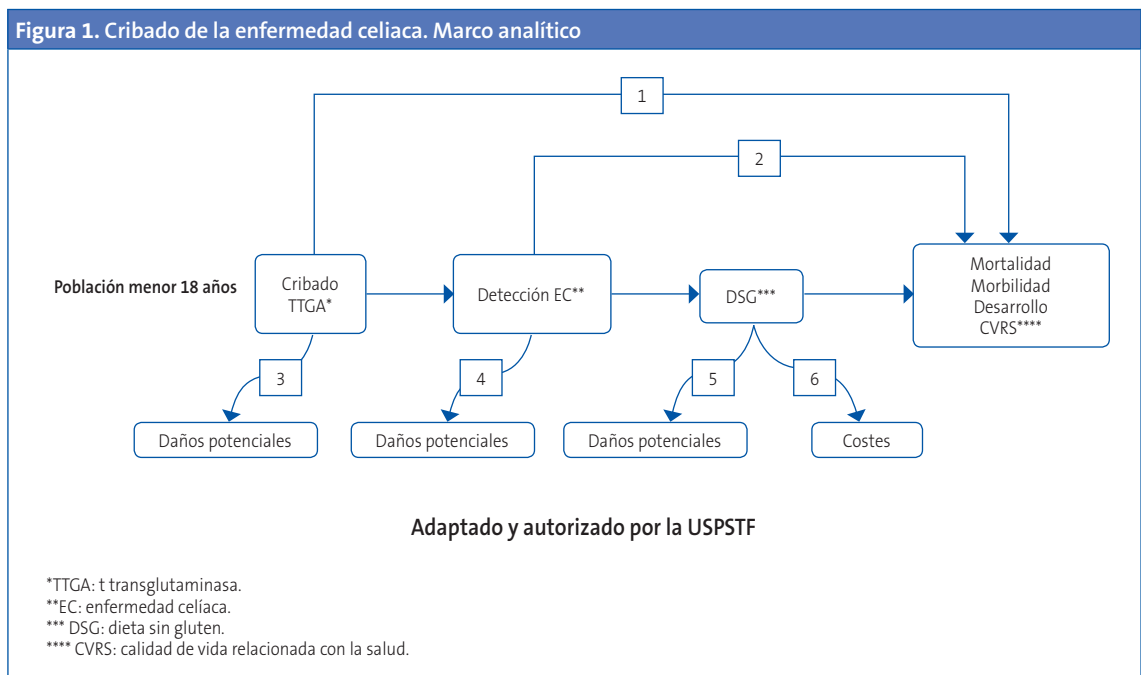 Figura 1. Cribado de la enfermedad celiaca. Marco analítico
1
2
Población menor 18 años
Cribado
TTGA*
Detección EC**
DSG***
Mortalidad
Morbilidad
Desarrollo
CVRS****
3
4
5
6
Daños potenciales
Daños potenciales
Daños potenciales
Costes
Adaptado y autorizado por la USPSTF
*TTGA: t transglutaminasa.
**EC: enfermedad celíaca.
*** DSG: dieta sin gluten.
**** CVRS: calidad de vida relacionada con la salud.